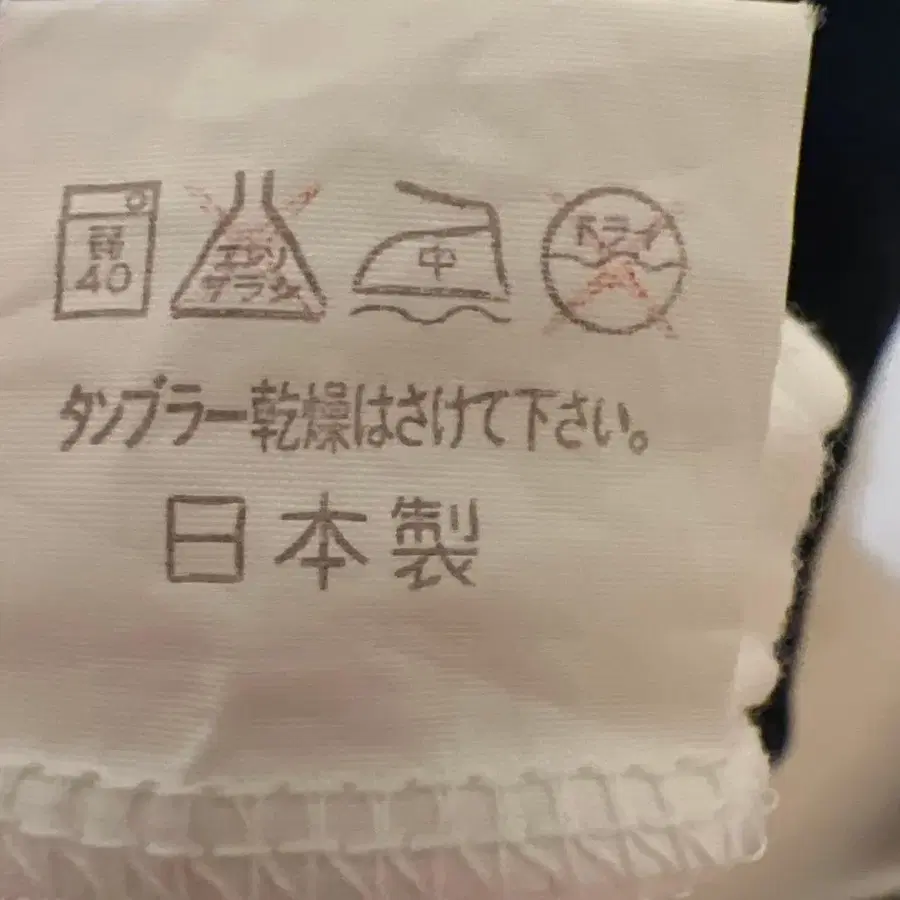 弱 エンソ 中 ドライ
40 サラシ
タンブラー乾燥はさけて下さい。
日本製